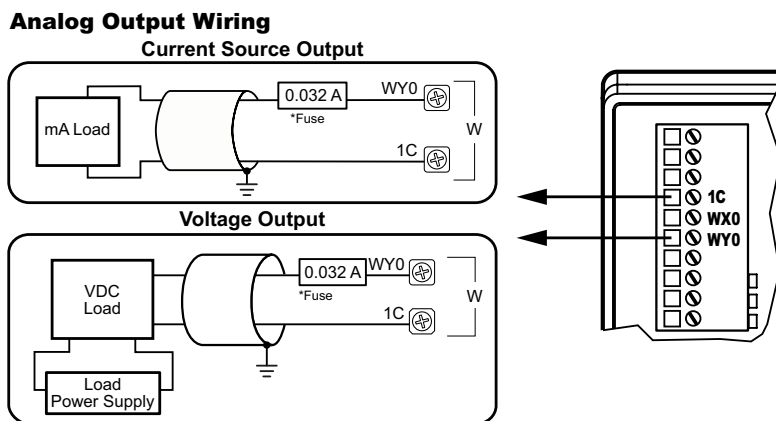 Analog Output Wiring
Current Source Output
mA Load
0.032 A
*Fuse
WY0
1C
W
Voltage Output
VDC
Load
0.032 A
*Fuse
WY0
1C
W
Load
Power Supply
1C
WX0
WY0